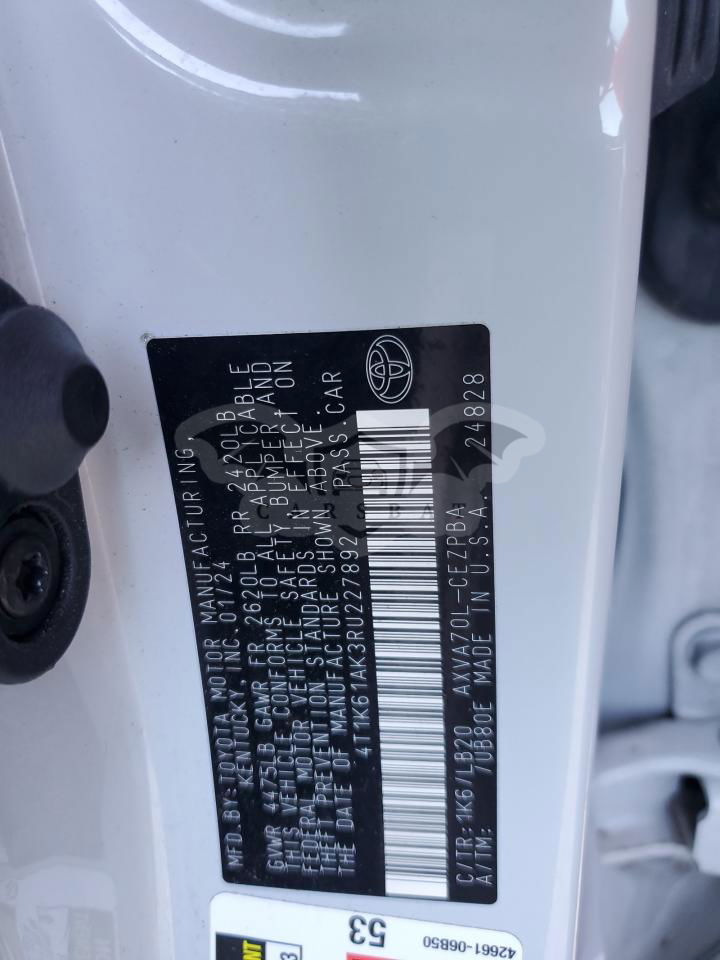 MFD.BY:TOYOTA MOTOR MANUFACTURING,
KENTUCKY, INC. 01/24
GVWR 4475LB GAWR FR 2620LB RR 2420LB
THIS VEHICLE CONFORMS TO ALL APPLICABLE
FEDERAL MOTOR VEHICLE SAFETY, BUMPER, AND
THEFT PREVENTION STANDARDS IN EFFECT ON
THE DATE OF MANUFACTURE SHOWN ABOVE.
4T1K61AK3RU227892 PASS.CAR
C/TR: 1K6/LB20 AXVA70L-CEZPBA
A/TM: 7UB80E MADE IN U.S.A. 24828
CARSBAT
53
42661-06B50